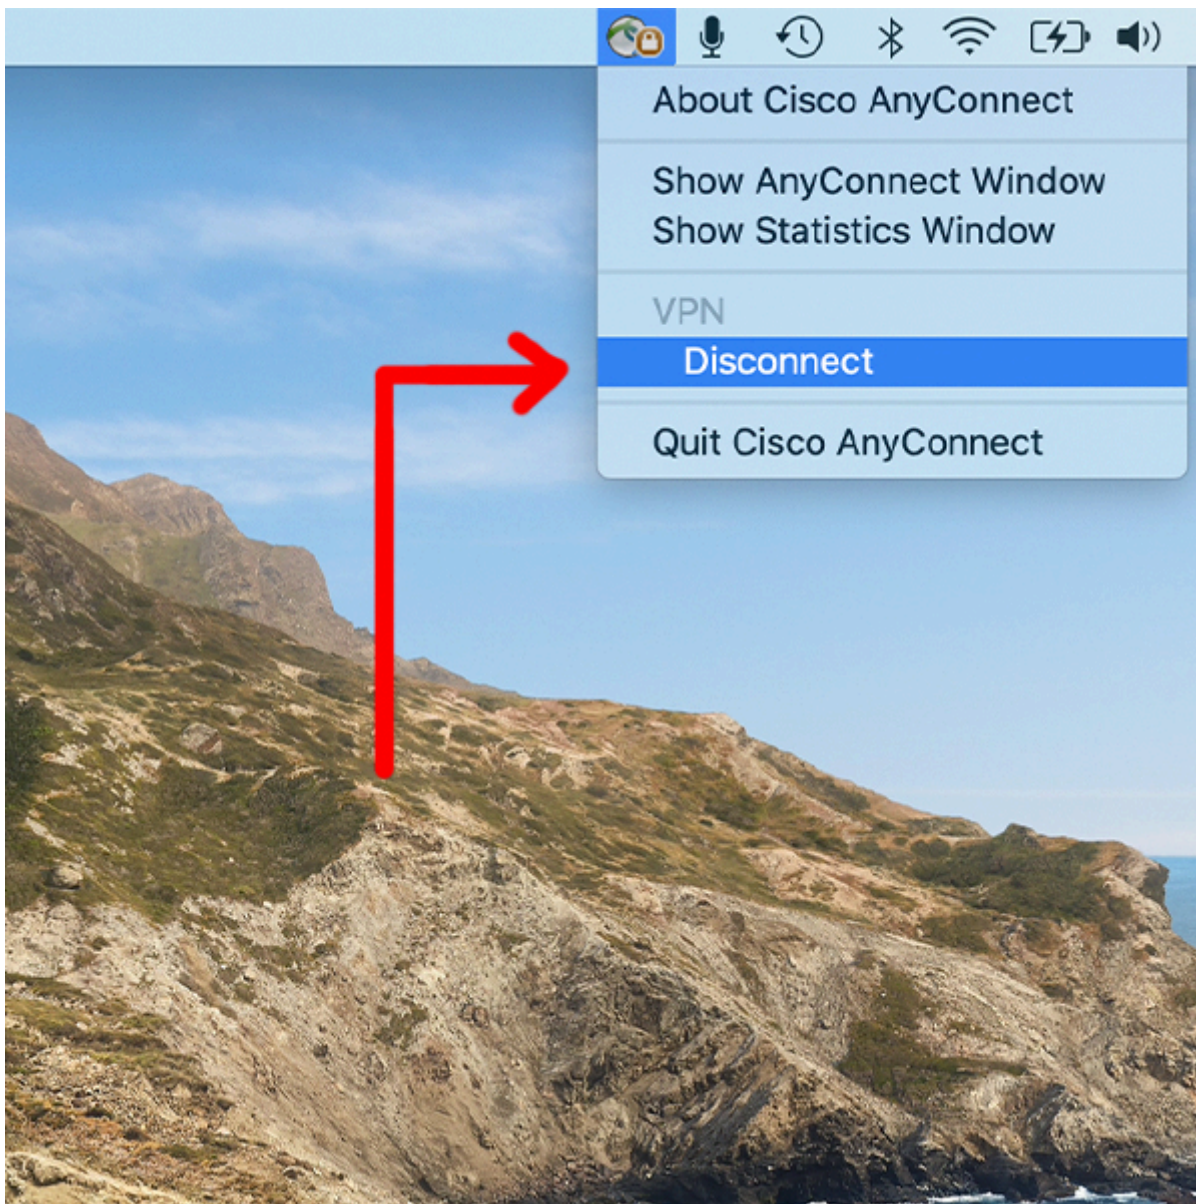 About Cisco AnyConnect
Show AnyConnect Window
Show Statistics Window
VPN
Disconnect
Quit Cisco AnyConnect